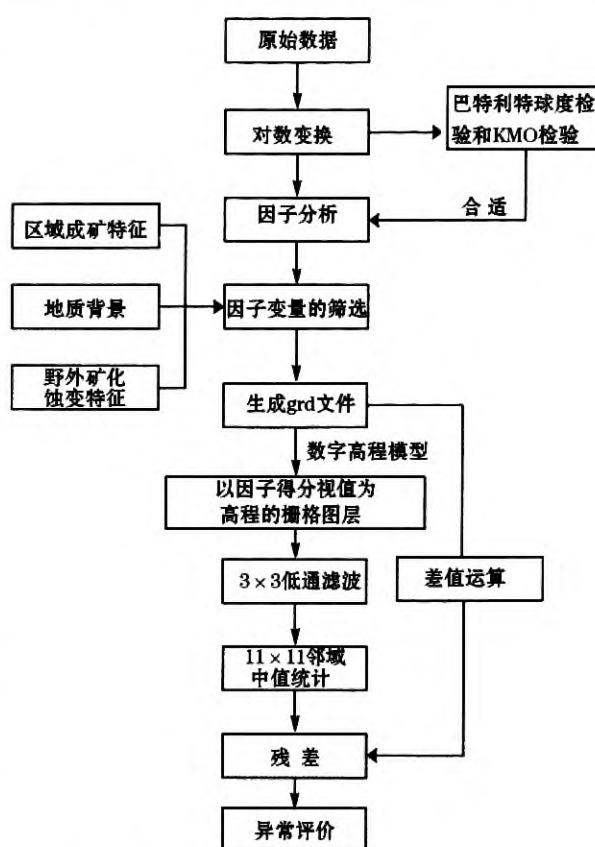 原始数据
对数变换
巴特利特球度检
验和KMO检验
因子分析
合 适
区域成矿特征
地质背景
因子变量的筛选
野外矿化
蚀变特征
生成grd文件
数字高程模型
以因子得分视值为
高程的栅格图层
3×3低通滤波
差值运算
11×11邻域
中值统计
残 差
异常评价